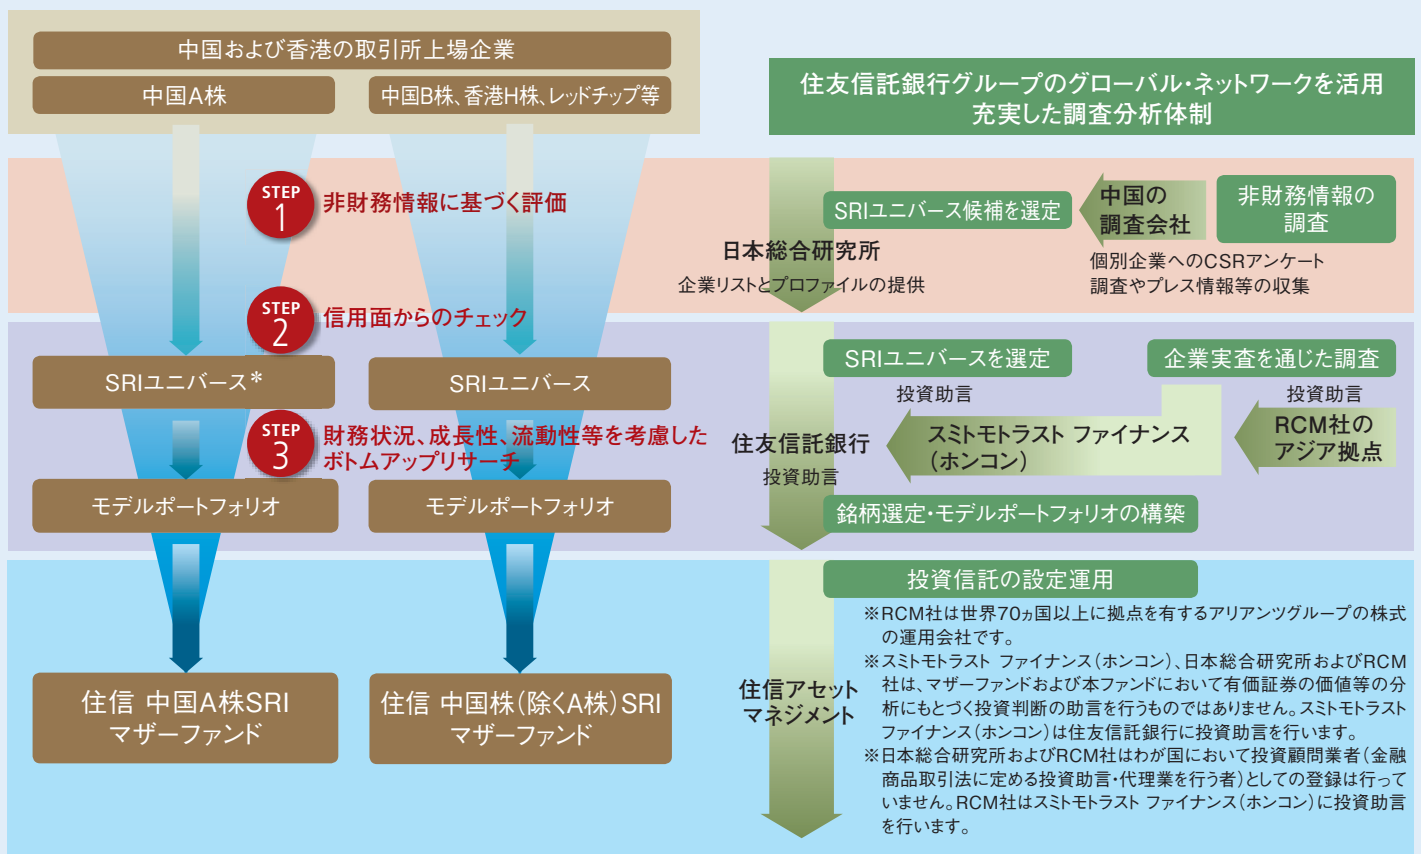 中国および香港の取引所上場企業
中国A株
中国B株、香港H株、レッドチップ等
STEP
1
非財務情報に基づく評価
STEP
2
信用面からのチェック
SRIユニバース*
SRIユニバース
STEP
3
財務状況、成長性、流動性等を考慮した
ボトムアップリサーチ
モデルポートフォリオ
モデルポートフォリオ
住信 中国A株SRI
マザーファンド
住信 中国株(除くA株)SRI
マザーファンド
住友信託銀行グループのグローバル・ネットワークを活用
充実した調査分析体制
SRIユニバース候補を選定
中国の
調査会社
非財務情報の
調査
日本総合研究所
企業リストとプロファイルの提供
個別企業へのCSRアンケート
調査やプレス情報等の収集
SRIユニバースを選定
企業実査を通じた調査
投資助言
投資助言
住友信託銀行
投資助言
スミトモトラスト ファイナンス
(ホンコン)
RCM社の
アジア拠点
銘柄選定・モデルポートフォリオの構築
投資信託の設定運用
住信アセット
マネジメント
※RCM社は世界70ヵ国以上に拠点を有するアリアンツグループの株式
の運用会社です。
※スミトモトラスト ファイナンス(ホンコン)、日本総合研究所およびRCM
社は、マザーファンドおよび本ファンドにおいて有価証券の価値等の分
析にもとづく投資判断の助言を行うものではありません。スミトモトラスト
ファイナンス(ホンコン)は住友信託銀行に投資助言を行います。
※日本総合研究所およびRCM社はわが国において投資顧問業者(金融
商品取引法に定める投資助言・代理業を行う者)としての登録は行って
いません。RCM社はスミトモトラスト ファイナンス(ホンコン)に投資助言
を行います。